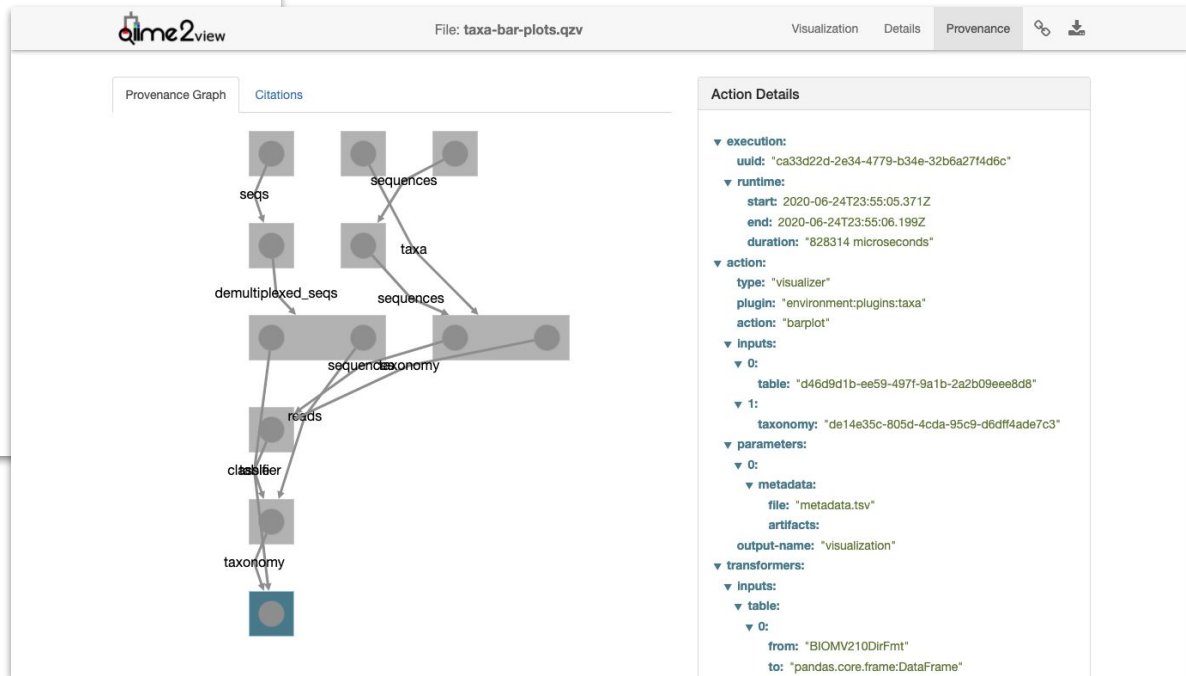 qiime2view
File: taxa-bar-plots.qzv
Visualization Details Provenance
Provenance Graph Citations
seqs
sequences
taxa
demultiplexed_seqs
sequences
sequences
taxonomy
reads
classifier
table
taxonomy
Action Details
▼ execution:
uuid: "ca33d22d-2e34-4779-b34e-32b6a27f4d6c"
▼ runtime:
start: 2020-06-24T23:55:05.371Z
end: 2020-06-24T23:55:06.199Z
duration: "828314 microseconds"
▼ action:
type: "visualizer"
plugin: "environment:plugins:taxa"
action: "barplot"
▼ inputs:
▼ 0:
table: "d46d9d1b-ee59-497f-9a1b-2a2b09eee8d8"
▼ 1:
taxonomy: "de14e35c-805d-4cda-95c9-d6dff4ade7c3"
▼ parameters:
▼ 0:
▼ metadata:
file: "metadata.tsv"
artifacts:
output-name: "visualization"
▼ transformers:
▼ inputs:
▼ table:
▼ 0:
from: "BIOMV210DirFmt"
to: "pandas.core.frame:DataFrame"